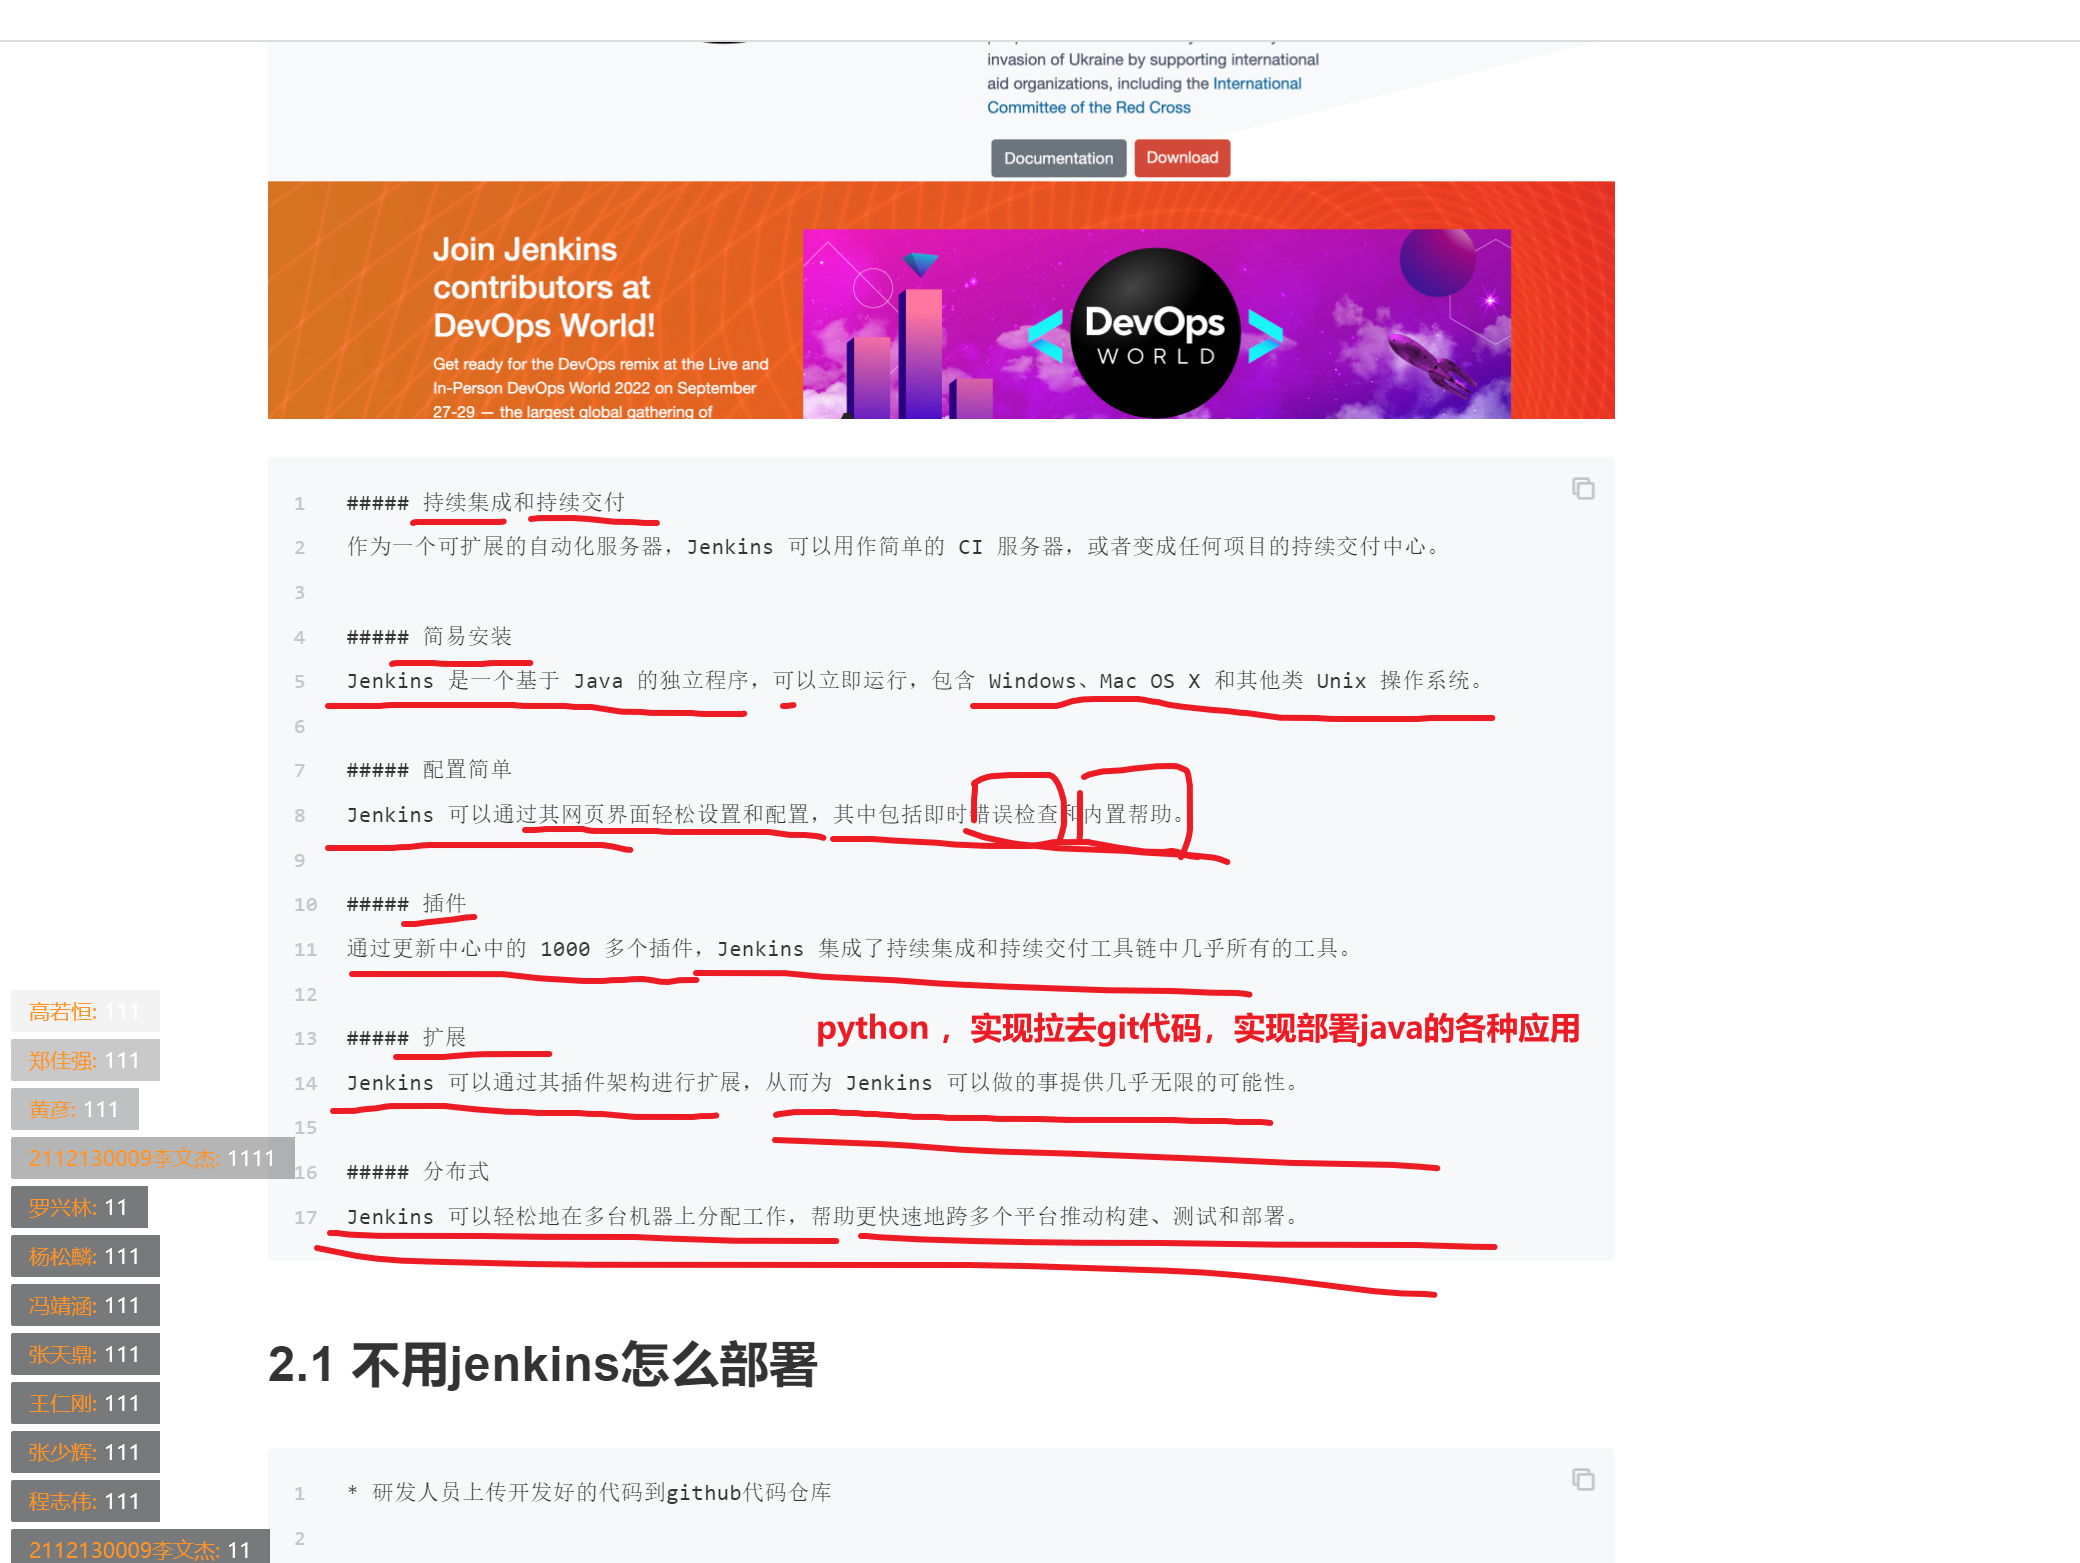 invasion of Ukraine by supporting international
aid organizations, including the International
Committee of the Red Cross
Documentation
Download
Join Jenkins
contributors at
DevOps World!
Get ready for the DevOps remix at the Live and
In-Person DevOps World 2022 on September
27-29 — the largest global gathering of
DevOps
WORLD
1 ##### 持续集成和持续交付
2 作为一个可扩展的自动化服务器，Jenkins 可以用作简单的 CI 服务器，或者变成任何项目的持续交付中心。
3
4 ##### 简易安装
5 Jenkins 是一个基于 Java 的独立程序，可以立即运行，包含 Windows、Mac OS X 和其他类 Unix 操作系统。
6
7 ##### 配置简单
8 Jenkins 可以通过其网页界面轻松设置和配置，其中包括即时错误检查和内置帮助。
9
10 ##### 插件
11 通过更新中心中的 1000 多个插件，Jenkins 集成了持续集成和持续交付工具链中几乎所有的工具。
12
python ，实现拉去git代码，实现部署java的各种应用
13 ##### 扩展
14 Jenkins 可以通过其插件架构进行扩展，从而为 Jenkins 可以做的事提供几乎无限的可能性。
15
16 ##### 分布式
17 Jenkins 可以轻松地在多台机器上分配工作，帮助更快速地跨多个平台推动构建、测试和部署。
高若恒: 111
郑佳强: 111
黄彦: 111
2112130009李文杰: 1111
罗兴林: 11
杨松麟: 111
冯靖涵: 111
张天鼎: 111
王仁刚: 111
张少辉: 111
程志伟: 111
2112130009李文杰: 11
2.1 不用jenkins怎么部署
1 * 研发人员上传开发好的代码到github代码仓库
2